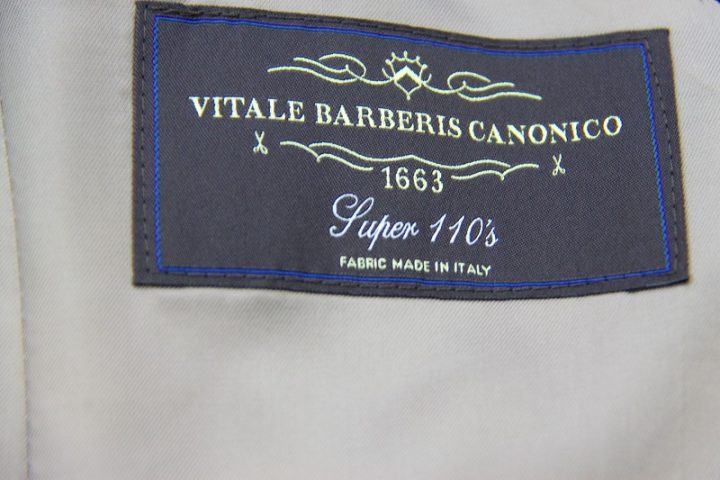 VITALE BARBERIS CANONICO
1663
Super 110's
FABRIC MADE IN ITALY